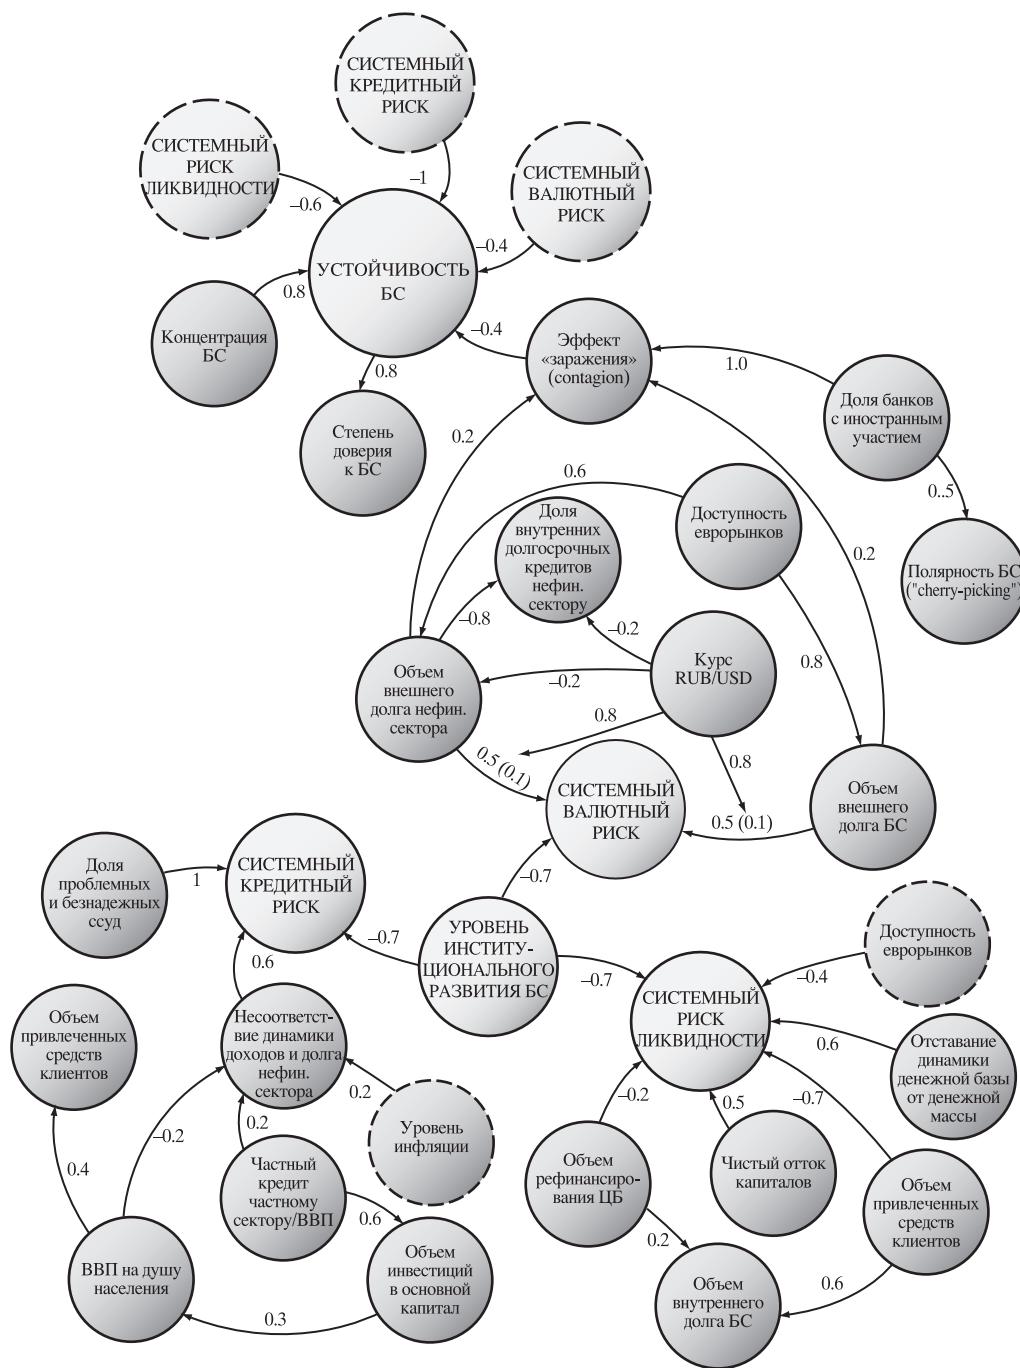 СИСТЕМНЫЙ
КРЕДИТНЫЙ
РИСК
СИСТЕМНЫЙ
РИСК
ЛИКВИДНОСТИ
СИСТЕМНЫЙ
ВАЛЮТНЫЙ
РИСК
–1
–0.6
–0.4
УСТОЙЧИВОСТЬ
БС
0.8
Концентрация
БС
–0.4
Эффект
«заражения»
(contagion)
1.0
0.8
Доля банков
с иностранным
участием
Степень
доверия
к БС
0.2
0.6
0..5
Доля
внутренних
долгосрочных
кредитов
нефин.
сектору
Доступность
еврорынков
0.2
Полярность БС
("cherry-picking")
–0.8
–0.2
0.8
Объем
внешнего
долга нефин.
сектора
Курс
RUB/USD
–0.2
0.8
0.8
0.5 (0.1)
СИСТЕМНЫЙ
ВАЛЮТНЫЙ
РИСК
0.5 (0.1)
Объем
внешнего
долга БС
Доля
проблемных
и безнадежных
ссуд
1
СИСТЕМНЫЙ
КРЕДИТНЫЙ
РИСК
–0.7
–0.7
УРОВЕНЬ
ИНСТИТУ-
ЦИОНАЛЬНОГО
РАЗВИТИЯ БС
–0.7
Доступность
еврорынков
–0.4
0.6
СИСТЕМНЫЙ
РИСК
ЛИКВИДНОСТИ
Объем
привлеченных
средств
клиентов
Несоответст-
вие динамики
доходов и долга
нефин.
сектора
0.6
Отставание
динамики
денежной базы
от денежной
массы
0.2
–0.2
0.5
–0.7
–0.2
0.2
Уровень
инфляции
0.4
Частный
кредит
частному
сектору/ВВП
0.6
Объем
рефинансиро-
вания ЦБ
Чистый отток
капиталов
Объем
привлеченных
средств
клиентов
0.2
ВВП на душу
населения
Объем
инвестиций
в основной
капитал
0.3
Объем
внутреннего
долга БС
0.6